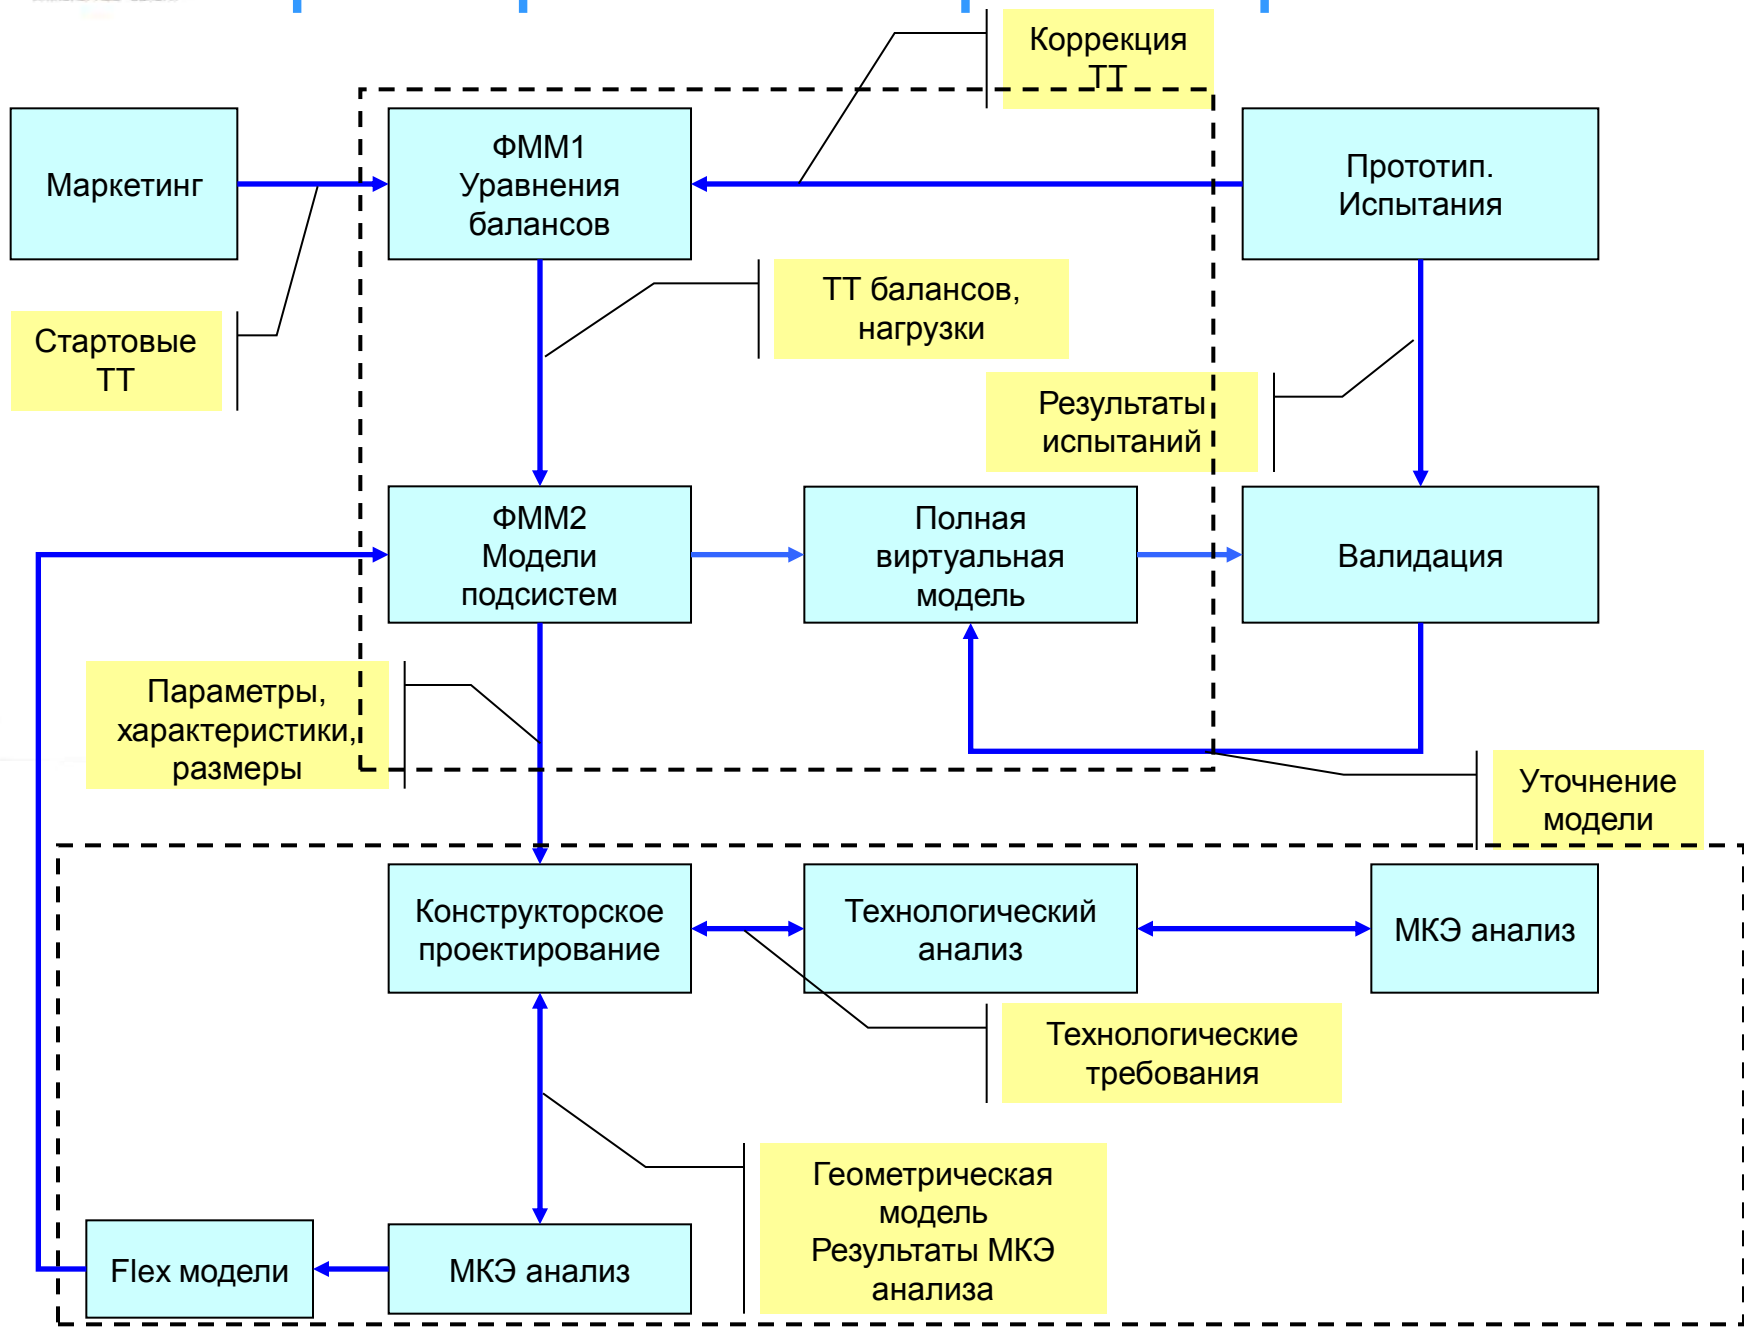 Коррекция
ТТ
Маркетинг
ФММ1
Уравнения
балансов
Прототип.
Испытания
Стартовые
ТТ
ТТ балансов,
нагрузки
Результаты
испытаний
ФММ2
Модели
подсистем
Полная
виртуальная
модель
Валидация
Параметры,
характеристики,
размеры
Уточнение
модели
Конструкторское
проектирование
Технологический
анализ
МКЭ анализ
Технологические
требования
Геометрическая
модель
Результаты МКЭ
анализа
Flex модели
МКЭ анализ